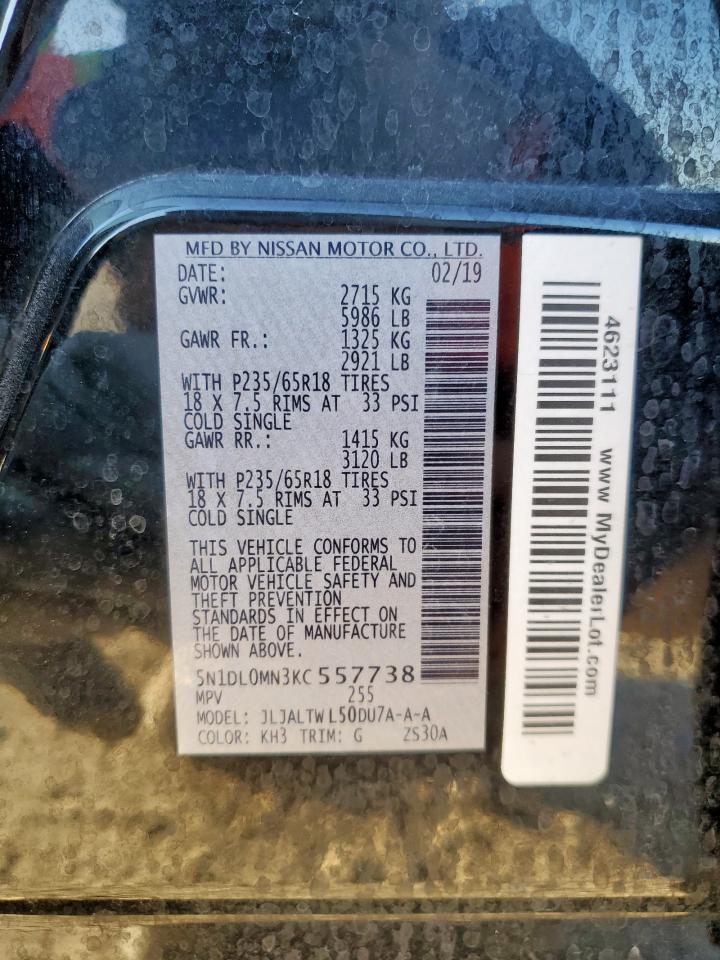 MFD BY NISSAN MOTOR CO., LTD.
DATE: 02/19
GVWR: 2715 KG
5986 LB
GAWR FR.: 1325 KG
2921 LB
WITH P235/65R18 TIRES
18 X 7.5 RIMS AT 33 PSI
COLD SINGLE
GAWR RR.: 1415 KG
3120 LB
WITH P235/65R18 TIRES
18 X 7.5 RIMS AT 33 PSI
COLD SINGLE
THIS VEHICLE CONFORMS TO
ALL APPLICABLE FEDERAL
MOTOR VEHICLE SAFETY AND
THEFT PREVENTION
STANDARDS IN EFFECT ON
THE DATE OF MANUFACTURE
SHOWN ABOVE.
5N1DL0MN3KC557738
MPV 255
MODEL: JLJALTWL50DU7A-A-A
COLOR: KH3 TRIM: G ZS30A
4623111 www.MyDealerLot.com